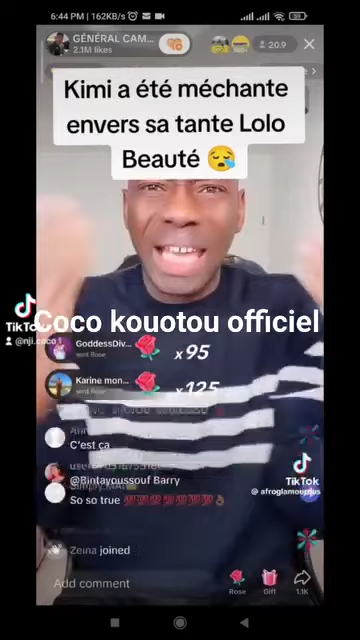 6:44 PM | 162KB/s
GÉNÉRAL CAM...
2.1M likes
20.9
Kimi a été méchante
envers sa tante Lolo
Beauté 😥
TikTok
@nji.coco
Coco kouotou officiel
GoddessDiv...
sent Rose
x95
Karine mon...
sent Rose
x125
C'est ça
@Bintayoussouf Barry
So so true 💯💯💯💯💯💯👌
TikTok
@afroglamourplus
Zeina joined
Add comment
Rose
Gift
1.1K